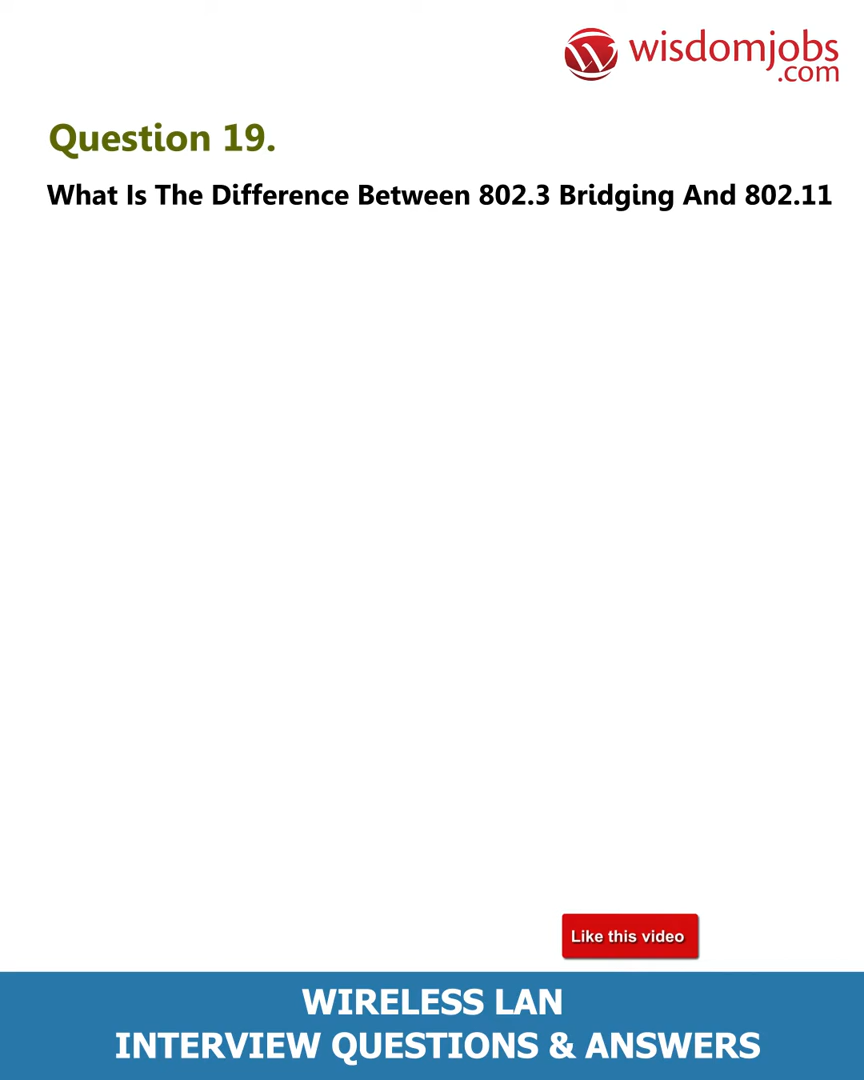 wisdomjobs
.com
Question 19.
What Is The Difference Between 802.3 Bridging And 802.11
Like this video
WIRELESS LAN
INTERVIEW QUESTIONS & ANSWERS